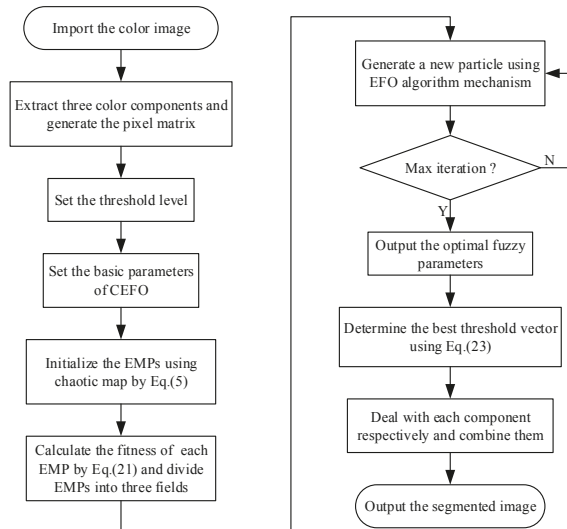 Import the color image
Extract three color components and
generate the pixel matrix
Set the threshold level
Set the basic parameters
of CEFO
Initialize the EMPs using
chaotic map by Eq.(5)
Calculate the fitness of each
EMP by Eq.(21) and divide
EMPs into three fields
Generate a new particle using
EFO algorithm mechanism
Max iteration ?
N
Y
Output the optimal fuzzy
parameters
Determine the best threshold vector
using Eq.(23)
Deal with each component
respectively and combine them
Output the segmented image